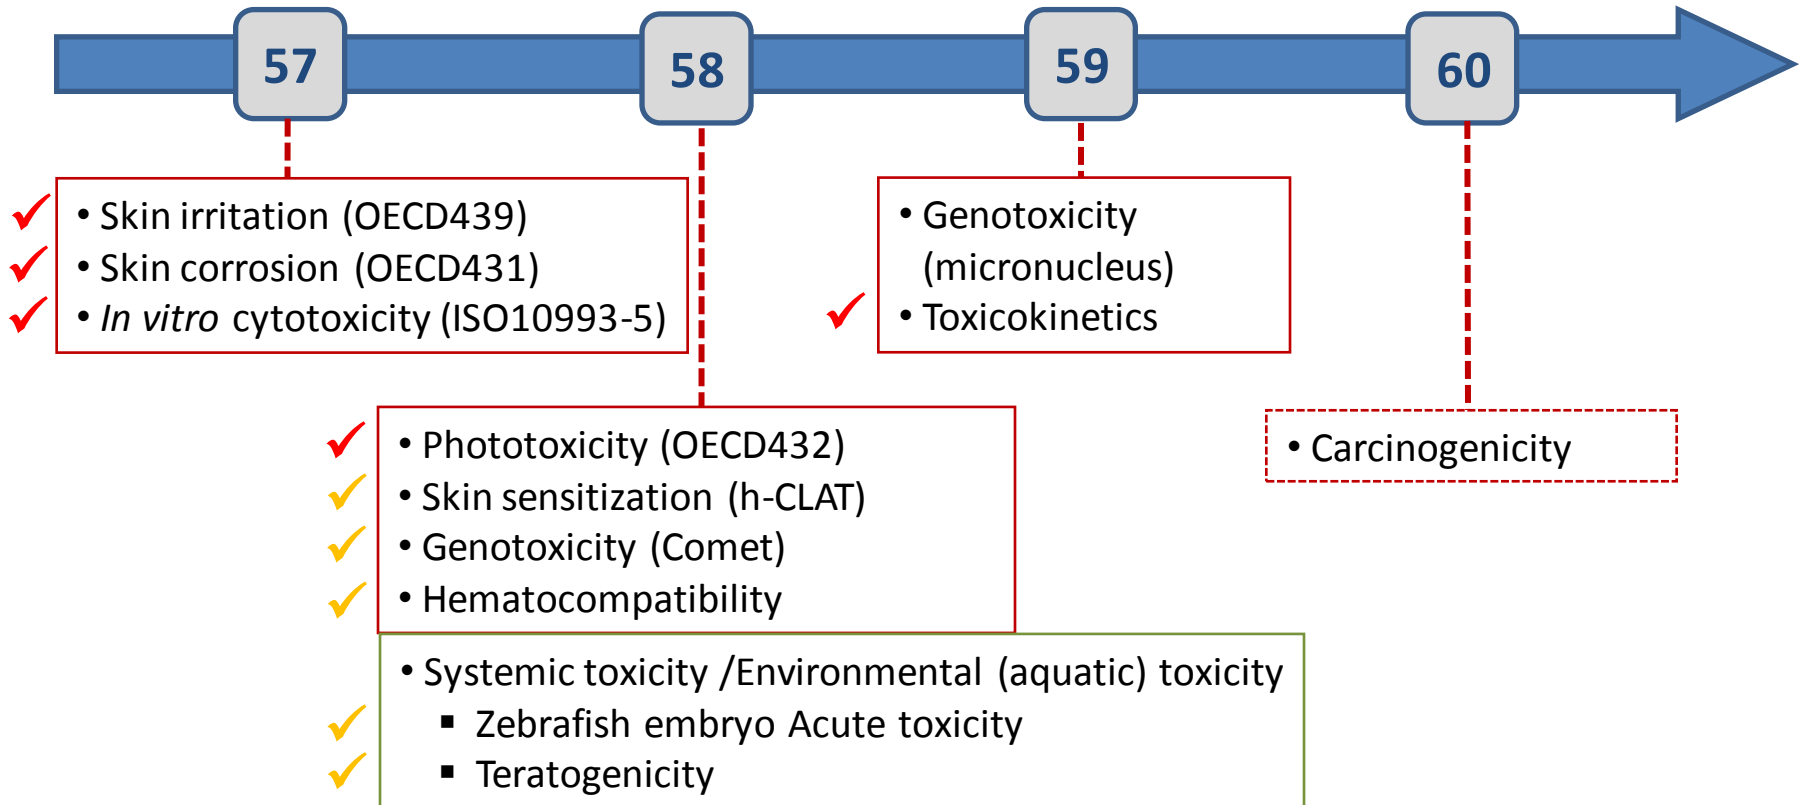 57
58
59
60
• Skin irritation (OECD439)
• Skin corrosion (OECD431)
• In vitro cytotoxicity (ISO10993-5)
• Genotoxicity
(micronucleus)
• Toxicokinetics
• Phototoxicity (OECD432)
• Skin sensitization (h-CLAT)
• Genotoxicity (Comet)
• Hematocompatibility
• Carcinogenicity
• Systemic toxicity /Environmental (aquatic) toxicity
▪ Zebrafish embryo Acute toxicity
▪ Teratogenicity